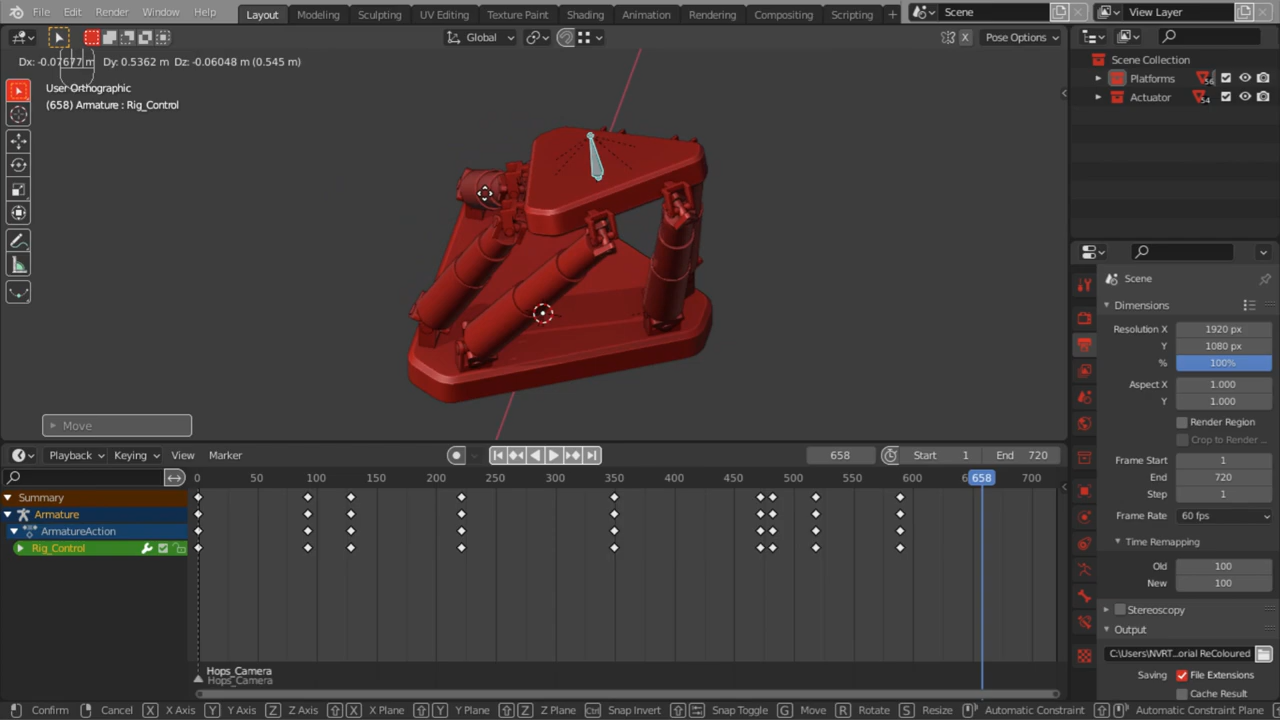 File Edit Render Window Help Layout Modeling Sculpting UV Editing Texture Paint Shading Animation Rendering Compositing Scripting + Scene View Layer
Global X Pose Options
Dx: -0.07677 m Dy: 0.5362 m Dz: -0.06048 m (0.545 m)
User Orthographic
(658) Armature : Rig_Control
Scene Collection
Platforms 56
Actuator 54
Scene
Dimensions
Resolution X 1920 px
Y 1080 px
% 100%
Aspect X 1.000
Y 1.000
Render Region
Crop to Render ...
Frame Start 1
End 720
Step 1
Frame Rate 60 fps
Time Remapping
Old 100
New 100
Stereoscopy
Output
C:\Users\NVRT...orial ReColoured
Saving File Extensions
Cache Result
Move
Playback Keying View Marker 658 Start 1 End 720
0 50 100 150 200 250 300 350 400 450 500 550 600 658 700
Summary
Armature
ArmatureAction
Rig_Control
Hops_Camera
Hops_Camera
Confirm Cancel X X Axis Y Y Axis Z Z Axis X X Plane Y Y Plane Z Z Plane Ctrl Snap Invert Snap Toggle G Move R Rotate S Resize Automatic Constraint Automatic Constraint Plane